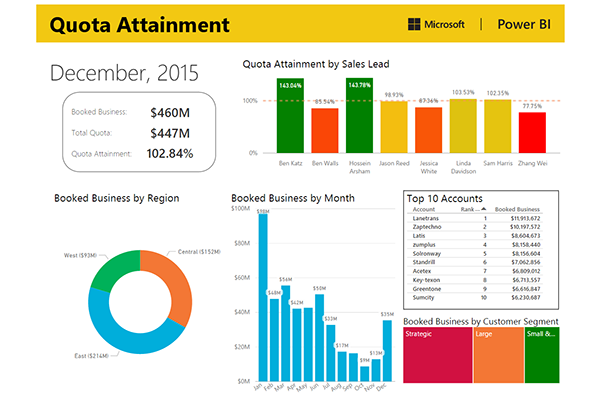 Quota Attainment
Microsoft
Power BI
December, 2015
Booked Business: $460M
Total Quota: $447M
Quota Attainment: 102.84%
Quota Attainment by Sales Lead
100%
0%
143.04%
85.54%
143.78%
98.93%
87.36%
103.53%
102.35%
77.75%
Ben Katz
Ben Walls
Hossein Arsham
Jason Reed
Jessica White
Linda Davidson
Sam Harris
Zhang Wei
Booked Business by Region
West ($93M)
Central ($152M)
East ($214M)
Booked Business by Month
$100M
$80M
$60M
$40M
$20M
$0M
$48M
$56M
$42M
$50M
$33M
$17M
$9M
$13M
$35M
Jan
Feb
Mar
Apr
May
Jun
Jul
Aug
Sep
Oct
Nov
Dec
Top 10 Accounts
Account Rank ... Booked Business
Lanetrans 1 $11,913,672
Zaptechno 2 $10,197,572
Latis 3 $8,604,673
zumplus 4 $8,158,440
Solronway 5 $8,156,604
Standrill 6 $7,062,856
Acetex 7 $6,809,012
Key-texon 8 $6,713,557
Greentone 9 $6,616,847
Sumcity 10 $6,230,687
Booked Business by Customer Segment
Strategic
Large
Small &...